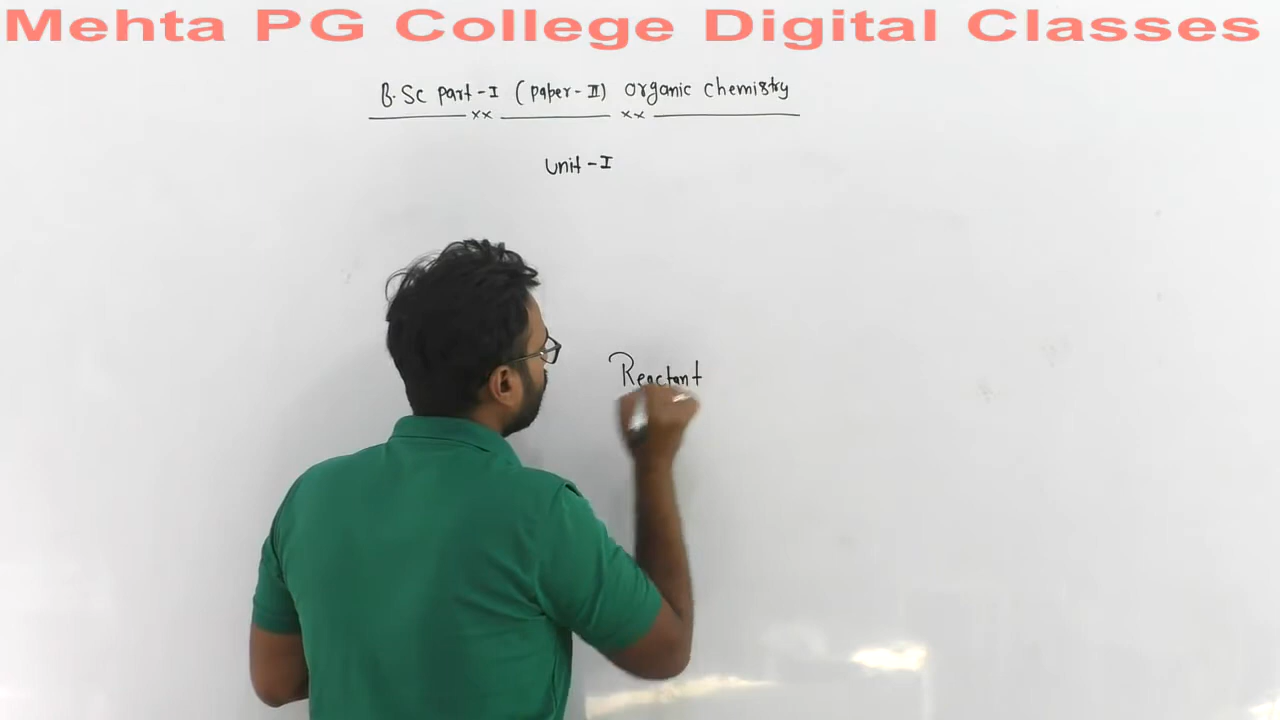 Mehta PG College Digital Classes
B.Sc part-I (paper-II) organic chemistry
xx xx
Unit-I
Reactant